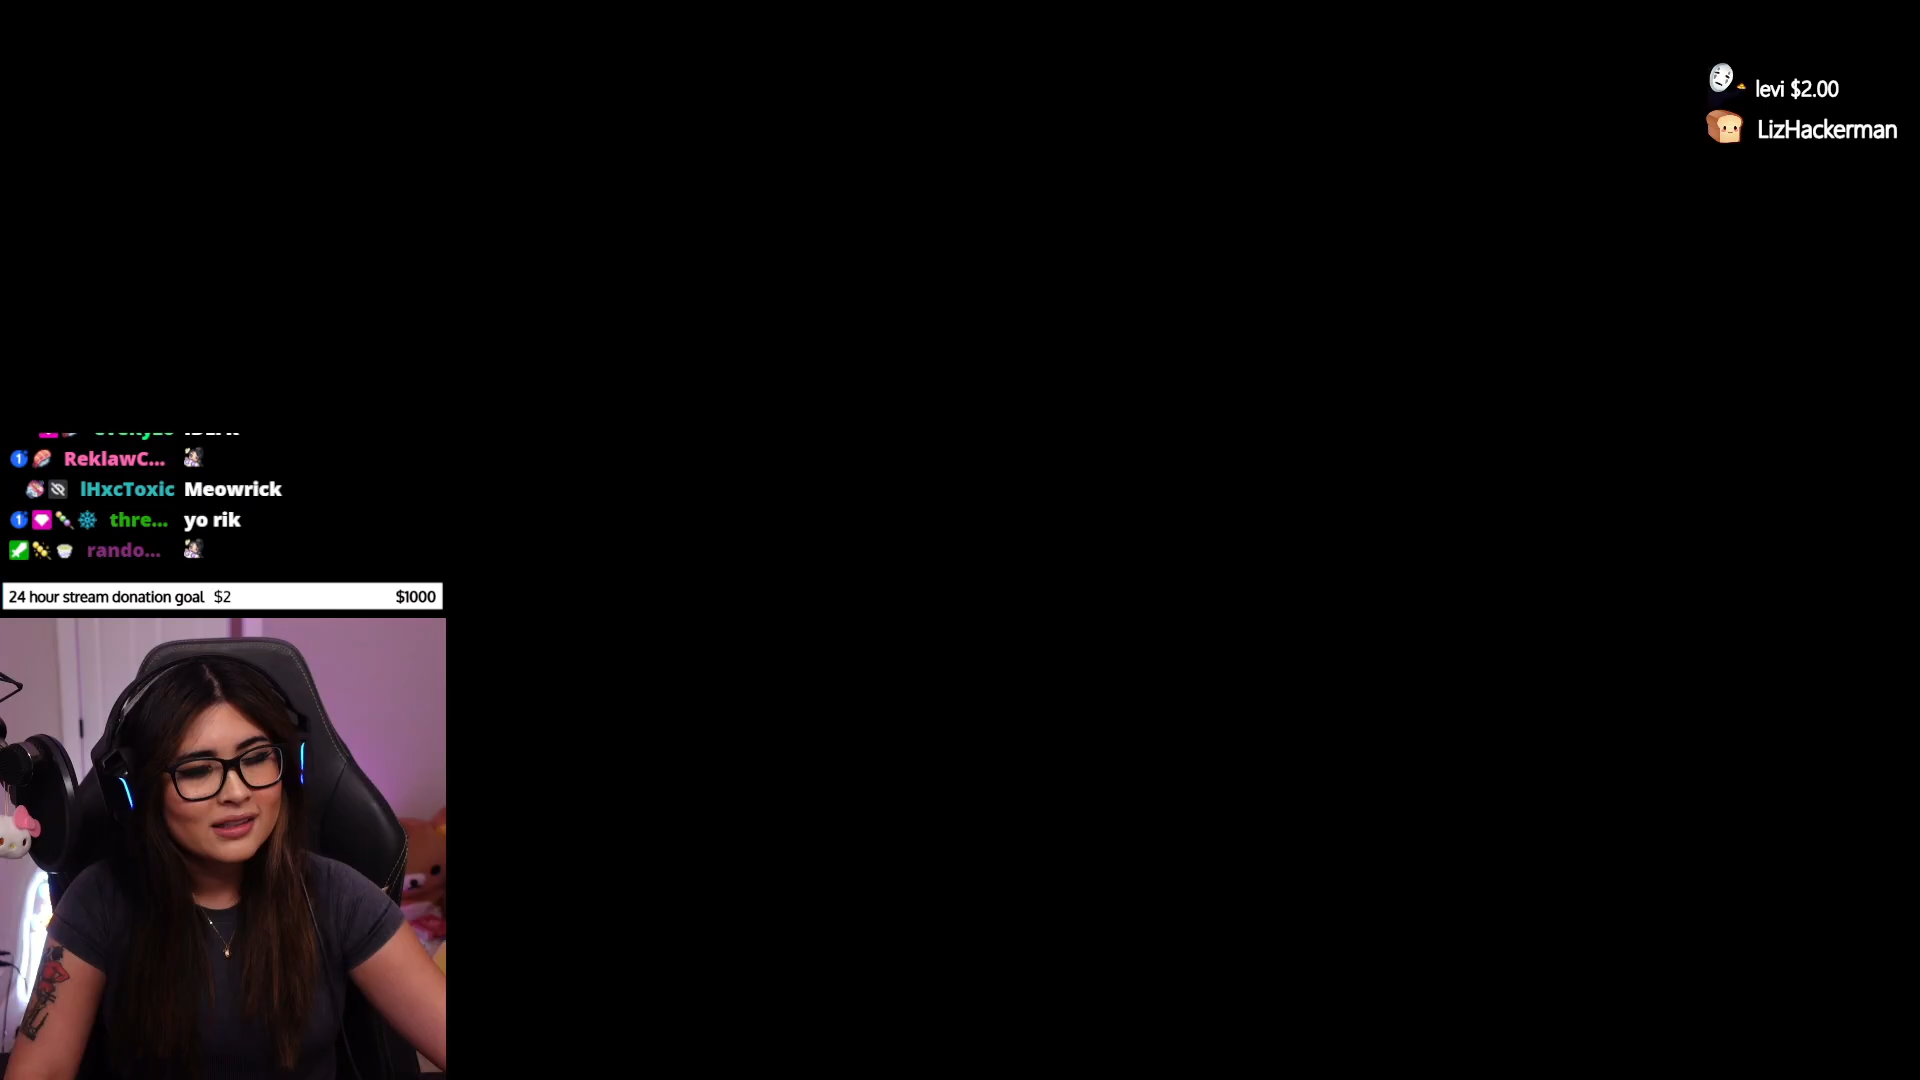 levi $2.00
LizHackerman
ReklawC...
lHxcToxic Meowrick
thre... yo rik
rando...
24 hour stream donation goal $2 $1000